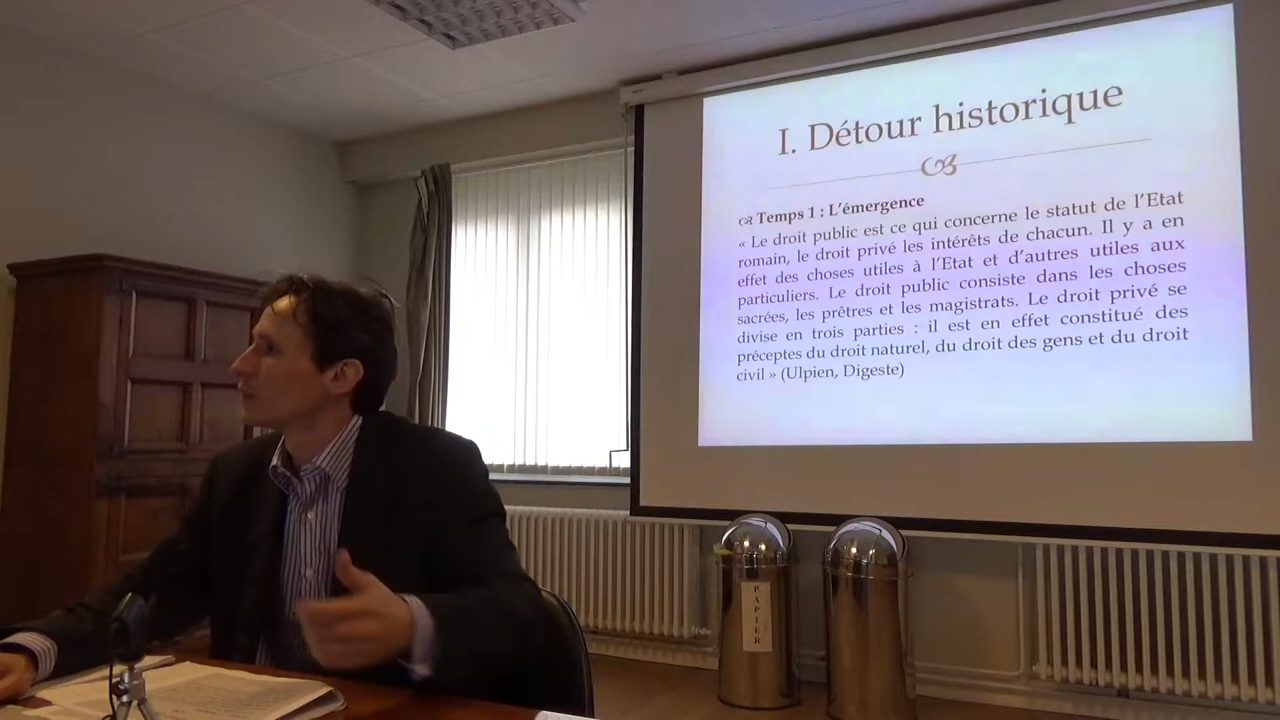 I. Détour historique
Temps 1 : L’émergence
« Le droit public est ce qui concerne le statut de l’Etat
romain, le droit privé les intérêts de chacun. Il y a en
effet des choses utiles à l’Etat et d’autres utiles aux
particuliers. Le droit public consiste dans les choses
sacrées, les prêtres et les magistrats. Le droit privé se
divise en trois parties : il est en effet constitué des
préceptes du droit naturel, du droit des gens et du droit
civil » (Ulpien, Digeste)
PAPIER